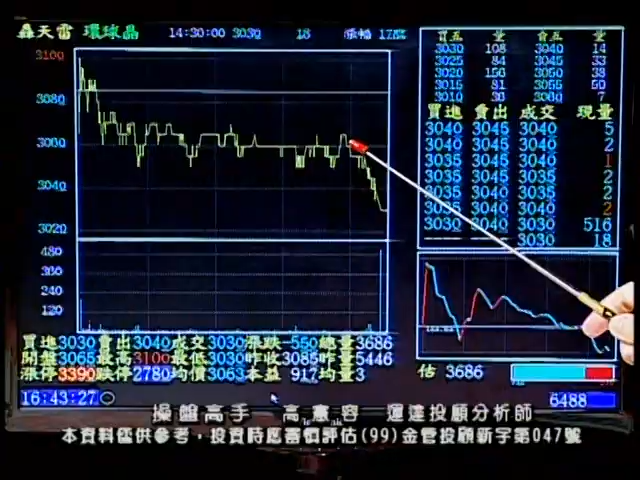 轟天雷 環球晶 14:30:00 3030 18 漲幅
買五 量 賣五 量
3100
3030 108 3040 14
3025 84 3045 33
3020 156 3050 38
3015 81 3055 50
3010 3060 7
3080
買進 賣出 成交 現量
3040 3045 3040 5
3040 3045 3040 2
3035 3040 3035 1
3035 3040 3040 2
3035 3040 3040 2
3035 3040 3035 2
3030 3040 3030 516
3030 18
3060
3040
3020
480
360
240
120
買進3030賣出3040成交3030漲跌-550總量3686
開盤3065最高3100最低3030昨收3085昨量5446
漲停3390跌停2780均價3063本益 917均量3
估 3686
16:43:27
6488
操盤高手 高憲容 運達投顧分析師
本資料僅供參考，投資時應審慎評估(99)金管投顧新字第047號